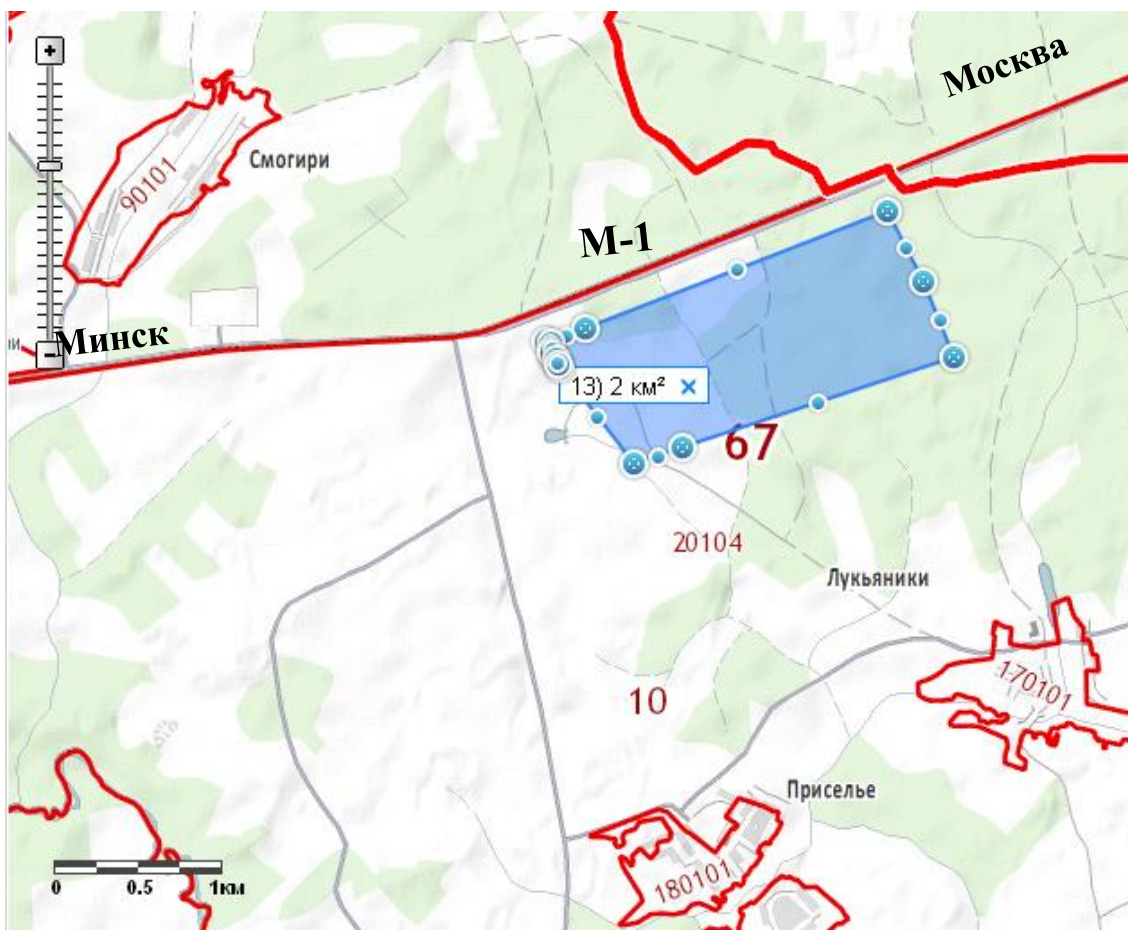 +
Москва
Смогири
90101
М-1
Минск
–
13) 2 км² ×
67
20104
Лукьяники
170101
10
Приселье
180101
0 0.5 1км